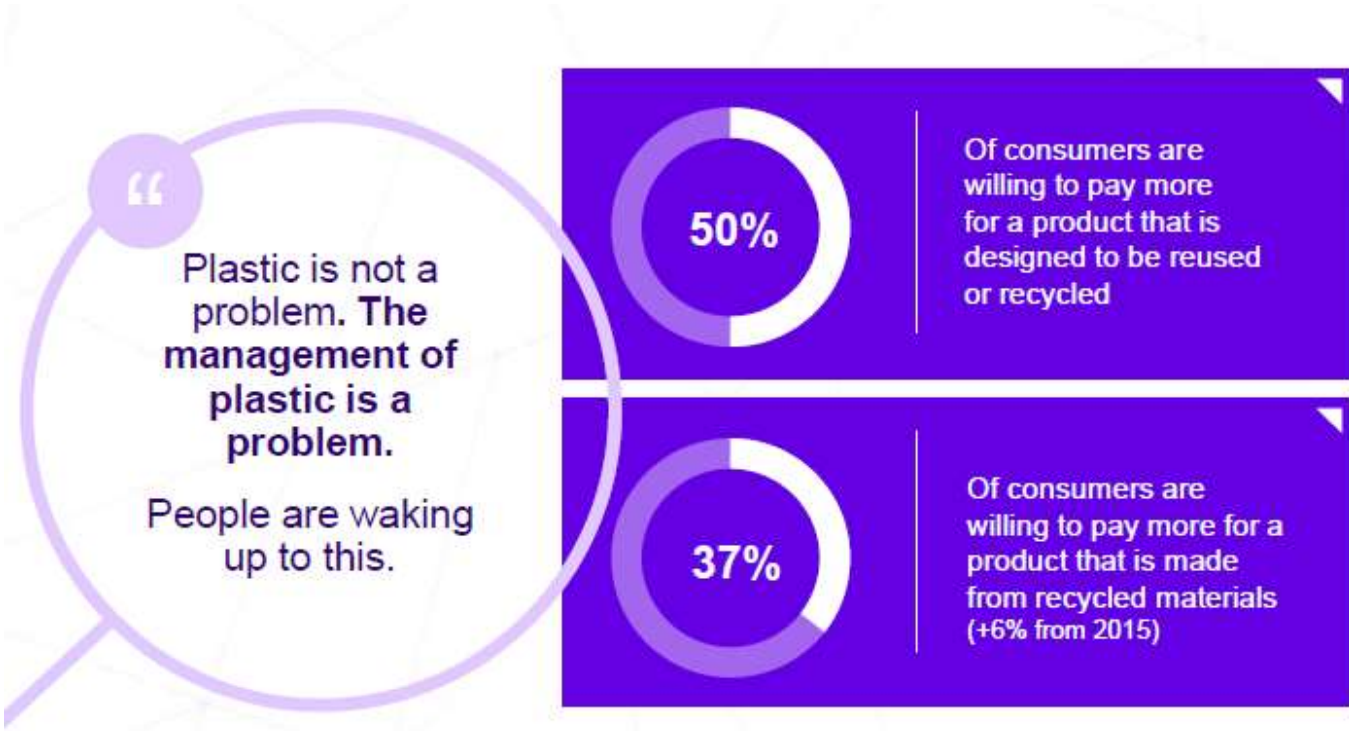 “
Plastic is not a
problem. The
management of
plastic is a
problem.
People are waking
up to this.
50%
Of consumers are
willing to pay more
for a product that is
designed to be reused
or recycled
37%
Of consumers are
willing to pay more for a
product that is made
from recycled materials
(+6% from 2015)